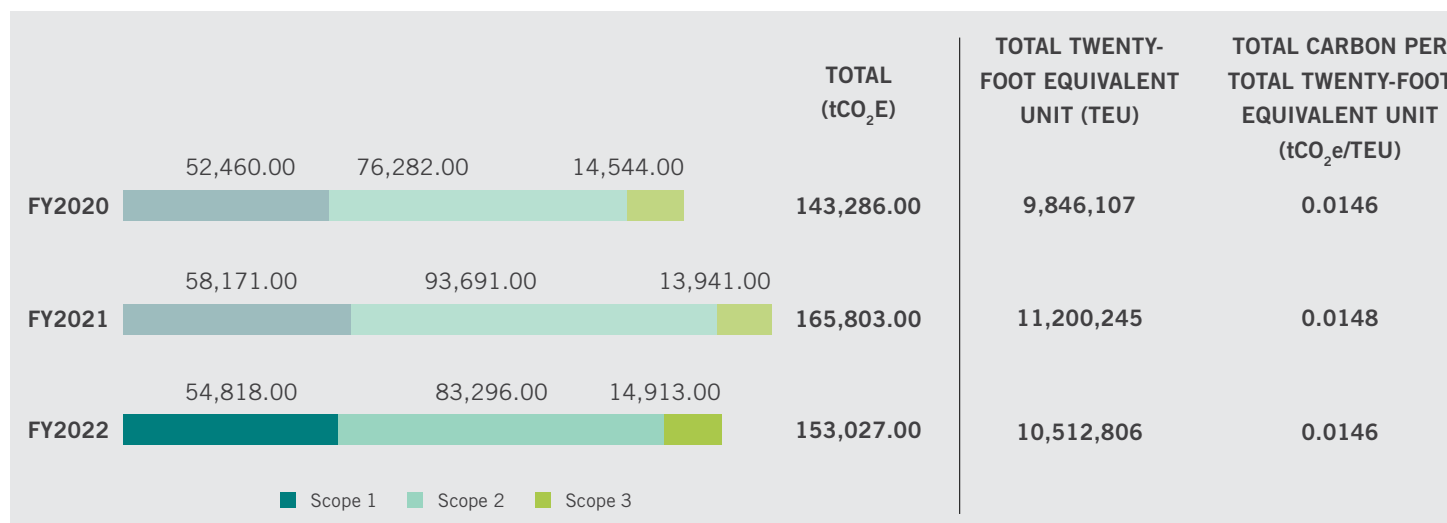 TOTAL
(tCO₂E)
TOTAL TWENTY-
FOOT EQUIVALENT
UNIT (TEU)
TOTAL CARBON PER
TOTAL TWENTY-FOOT
EQUIVALENT UNIT
(tCO₂e/TEU)
52,460.00 76,282.00 14,544.00
FY2020 143,286.00 9,846,107 0.0146
58,171.00 93,691.00 13,941.00
FY2021 165,803.00 11,200,245 0.0148
54,818.00 83,296.00 14,913.00
FY2022 153,027.00 10,512,806 0.0146
Scope 1 Scope 2 Scope 3